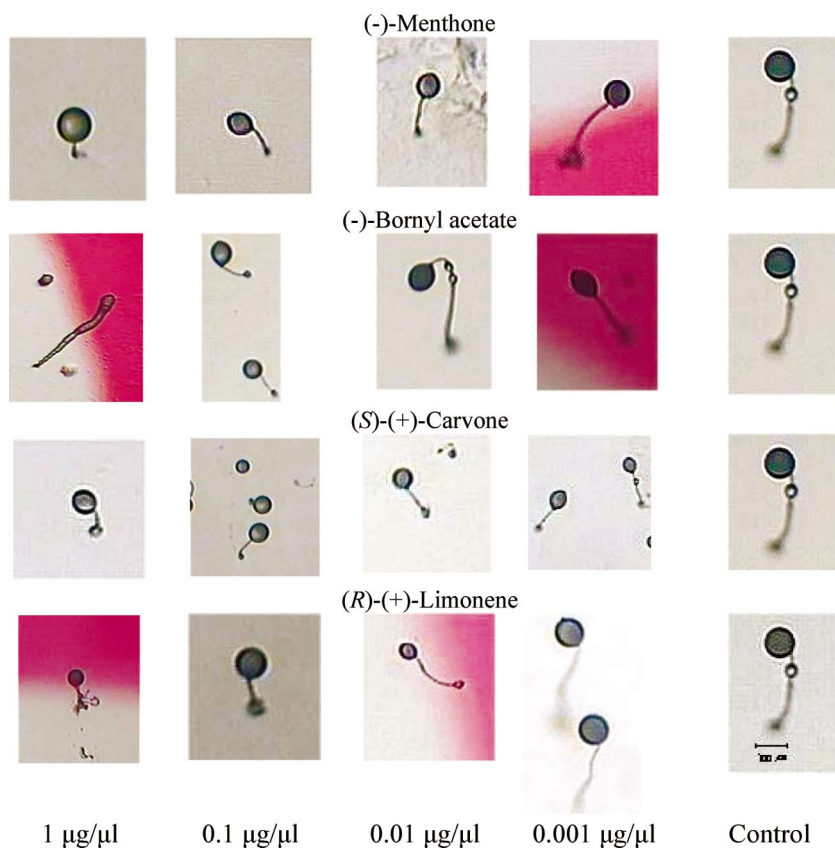 (-)-Menthone
(-)-Bornyl acetate
(S)-(+)-Carvone
(R)-(+)-Limonene
1 µg/µl 0.1 µg/µl 0.01 µg/µl 0.001 µg/µl Control